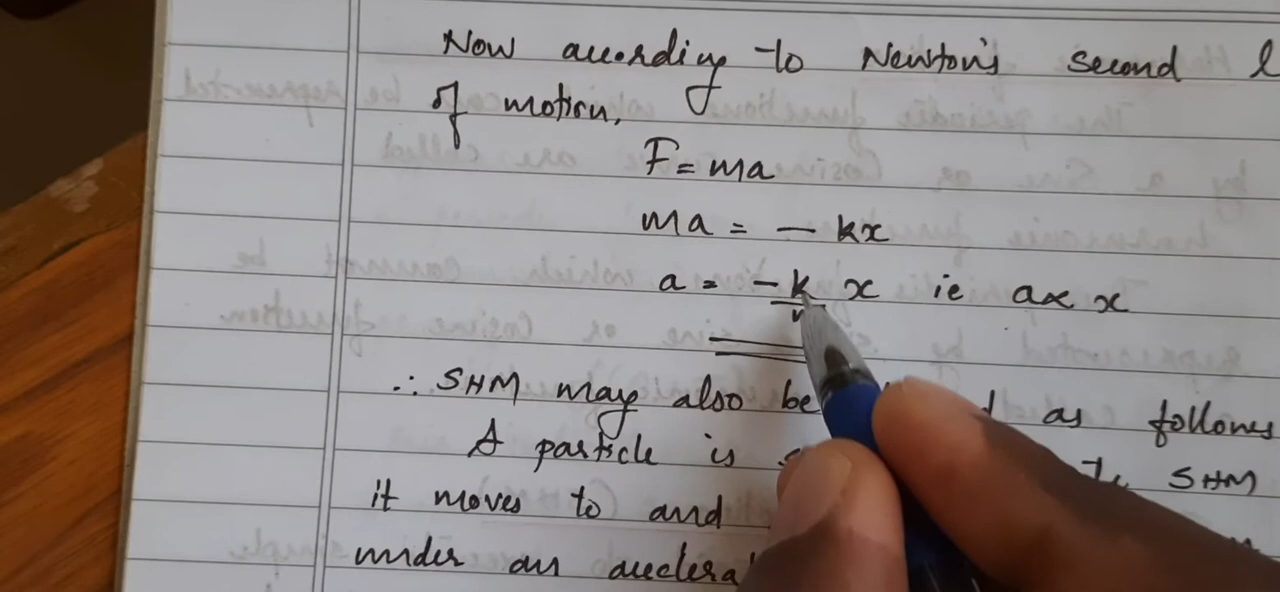 Now according to Newton's second l
of motion,
F = ma
ma = - kx
a = - k x ie a ∝ x
∴ SHM may also be as follows
A particle is SHM
it moves to and
under an accelera